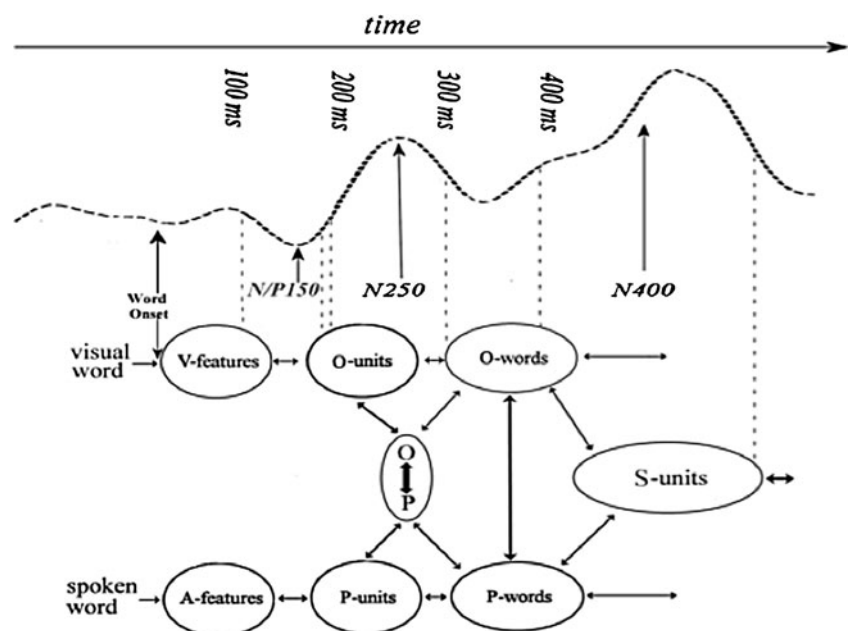 time
100 ms
200 ms
300 ms
400 ms
N/P150
N250
N400
Word
Onset
visual
word
V-features
O-units
O-words
O
P
S-units
spoken
word
A-features
P-units
P-words